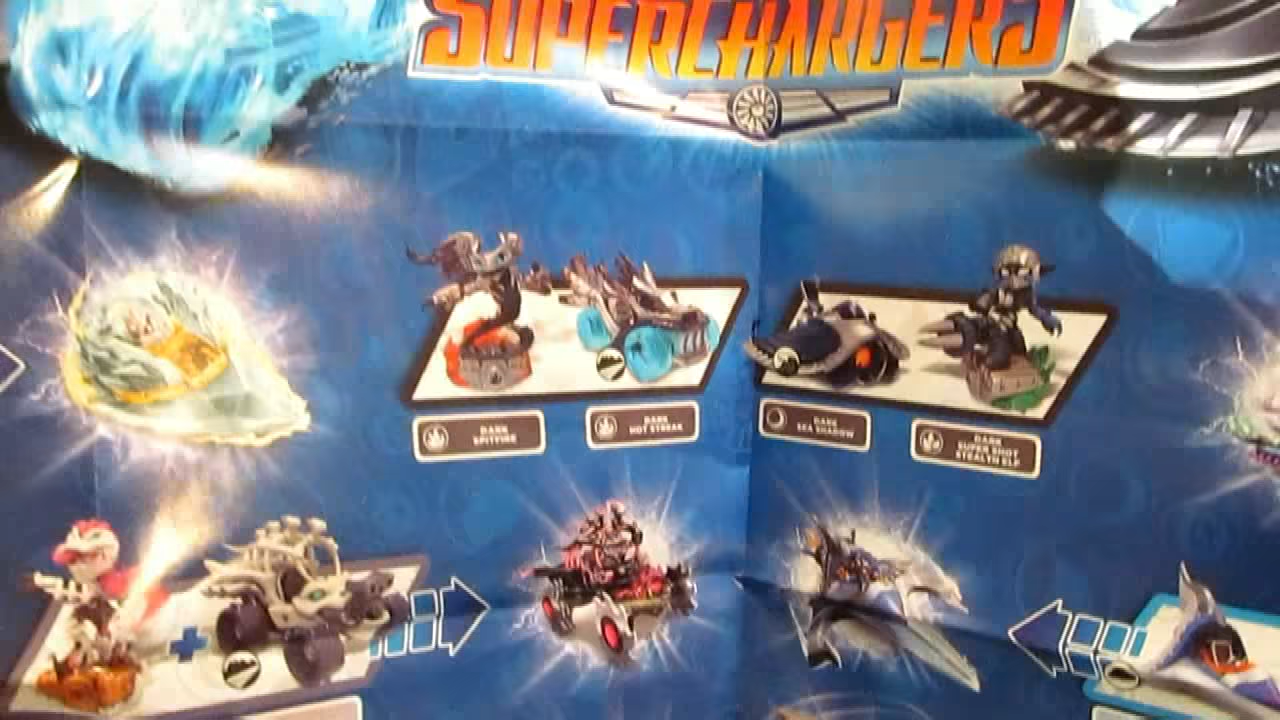 SUPERCHARGERS
DARK
SPITFIRE
DARK
HOT STREAK
DARK
SEA SHADOW
DARK
SUPER SHOT
STEALTH ELF